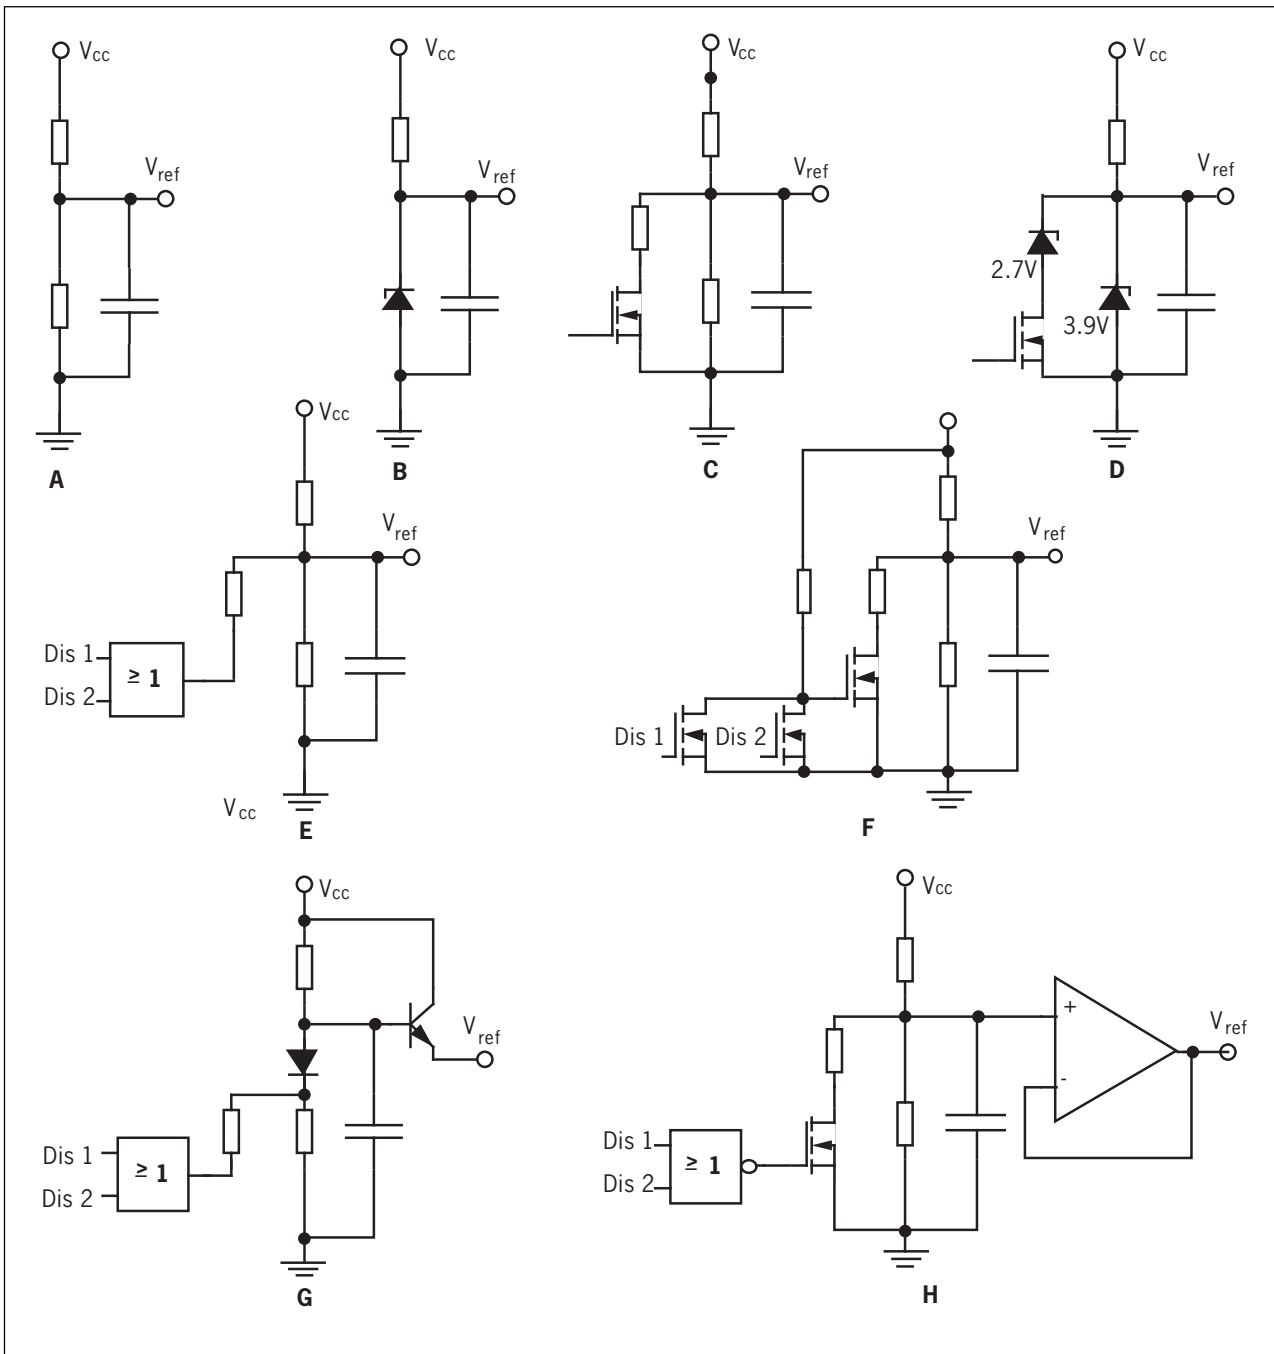 Vcc
Vcc
Vcc
Vcc
Vref
Vref
Vref
Vref
2.7V
3.9V
A
B
C
D
Vcc
Vref
Vref
Dis 1
Dis 2
≥ 1
Dis 1
Dis 2
Vcc
E
F
Vcc
Vcc
Vref
+
-
Vref
Dis 1
Dis 2
≥ 1
Dis 1
Dis 2
≥ 1
G
H